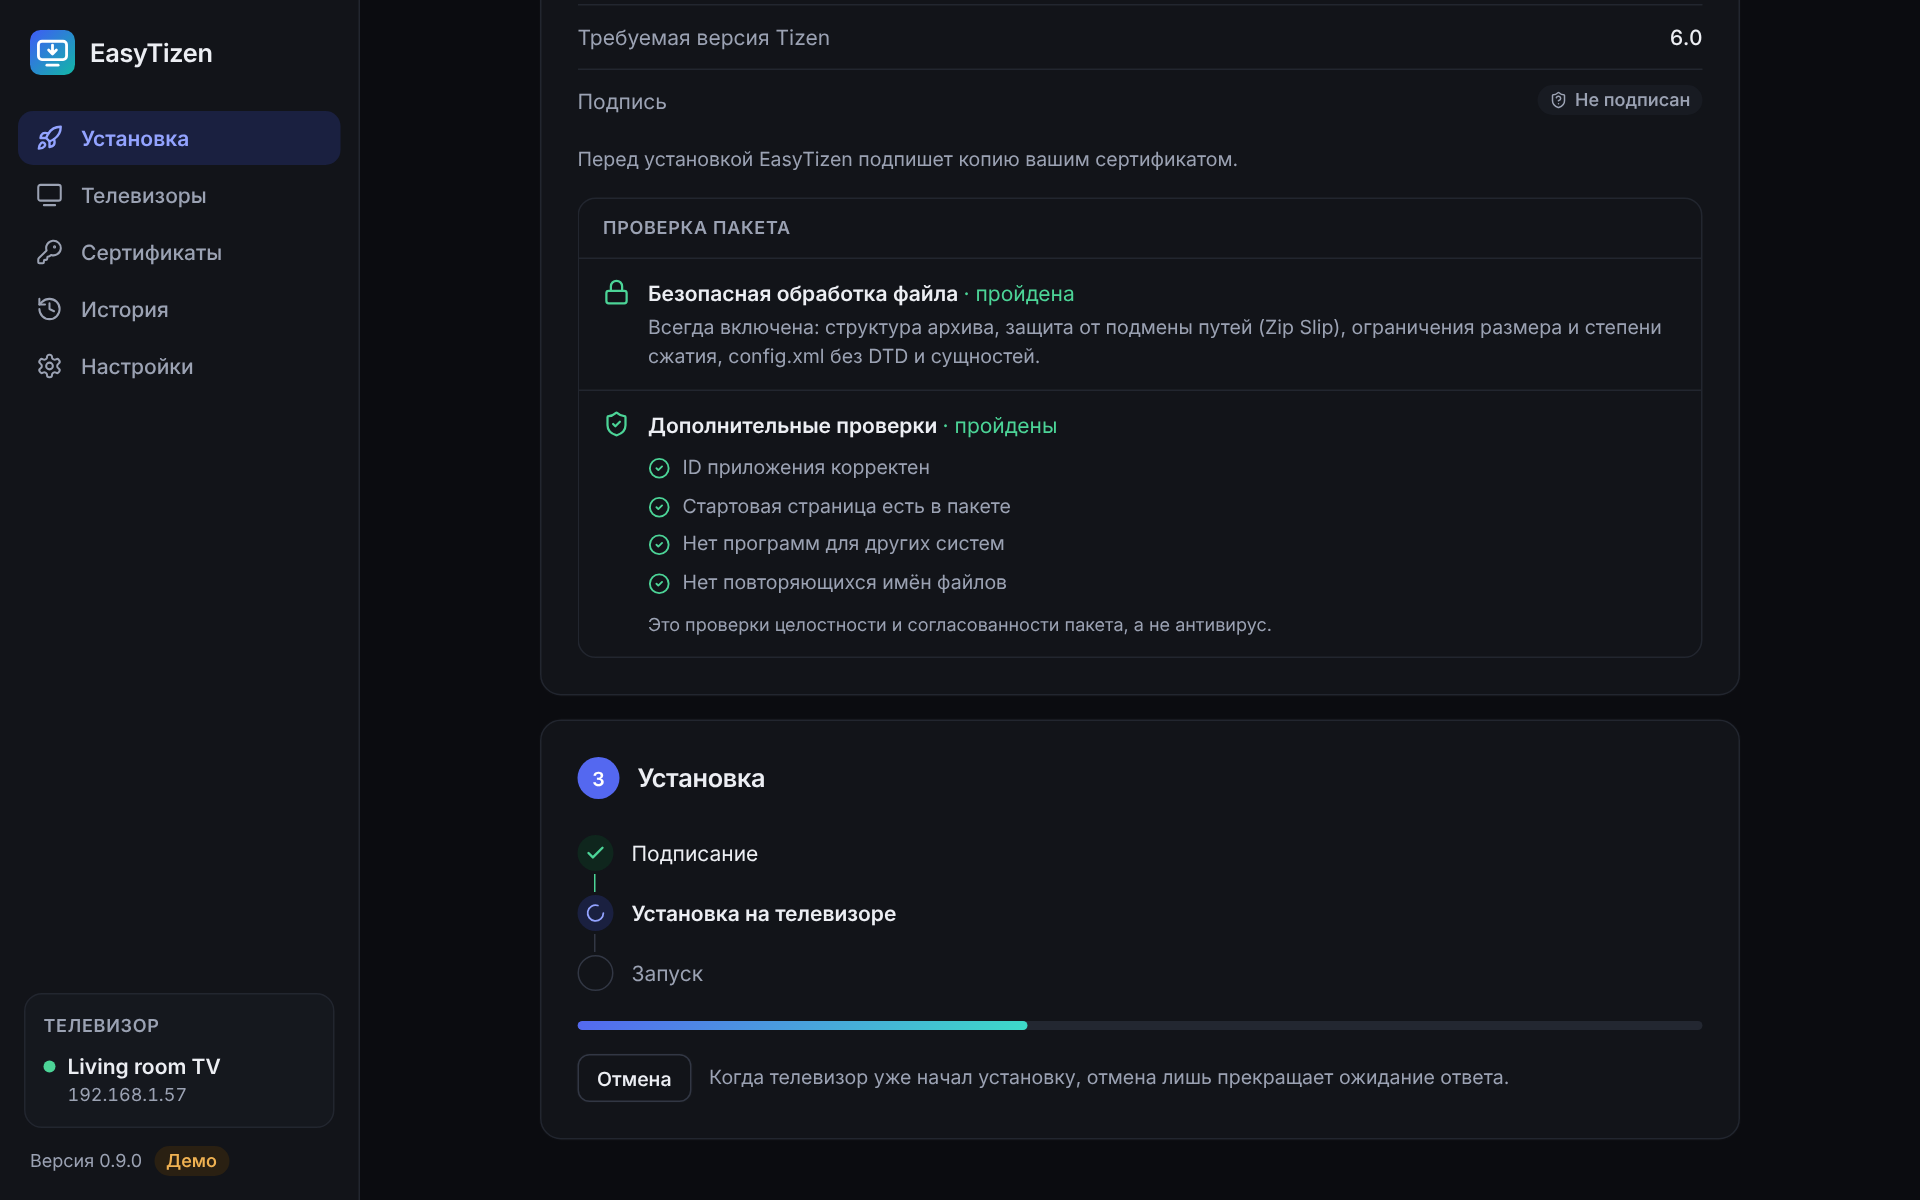 EasyTizen
Установка
Телевизоры
Сертификаты
История
Настройки
ТЕЛЕВИЗОР
Living room TV
192.168.1.57
Версия 0.9.0
Демо
Требуемая версия Tizen
6.0
Подпись
Не подписан
Перед установкой EasyTizen подпишет копию вашим сертификатом.
ПРОВЕРКА ПАКЕТА
Безопасная обработка файла · пройдена
Всегда включена: структура архива, защита от подмены путей (Zip Slip), ограничения размера и степени
сжатия, config.xml без DTD и сущностей.
Дополнительные проверки · пройдены
ID приложения корректен
Стартовая страница есть в пакете
Нет программ для других систем
Нет повторяющихся имён файлов
Это проверки целостности и согласованности пакета, а не антивирус.
3
Установка
Подписание
Установка на телевизоре
Запуск
Отмена
Когда телевизор уже начал установку, отмена лишь прекращает ожидание ответа.